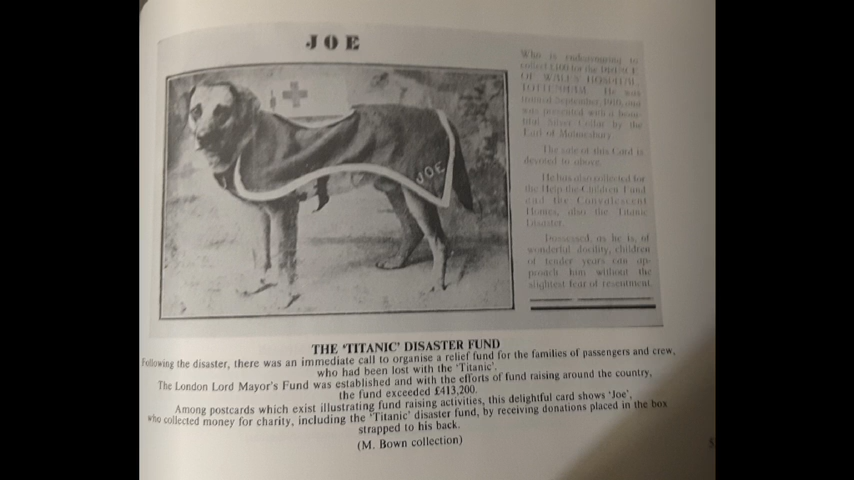 JOE
Who is endeavouring to
collect £100 for the PRINCE
OF WALES HOSPITAL,
TOTTENHAM. He was
trained September, 1910, and
was presented with a beau-
tiful Silver Collar by the
Earl of
The sale of this Card is
devoted to above.
He has also collected for
the Help the Children Fund
and the Convalescent
Homes, also the Titanic
Disaster.
Possessed, as he is, of
wonderful docility, children
of tender years can ap-
proach him without the
slightest fear of resentment.
JOE
THE 'TITANIC' DISASTER FUND
Following the disaster, there was an immediate call to organise a relief fund for the families of passengers and crew,
who had been lost with the 'Titanic'.
The London Lord Mayor's Fund was established and with the efforts of fund raising around the country,
the fund exceeded £413,200.
Among postcards which exist illustrating fund raising activities, this delightful card shows 'Joe',
who collected money for charity, including the 'Titanic' disaster fund, by receiving donations placed in the box
strapped to his back.
(M. Bown collection)